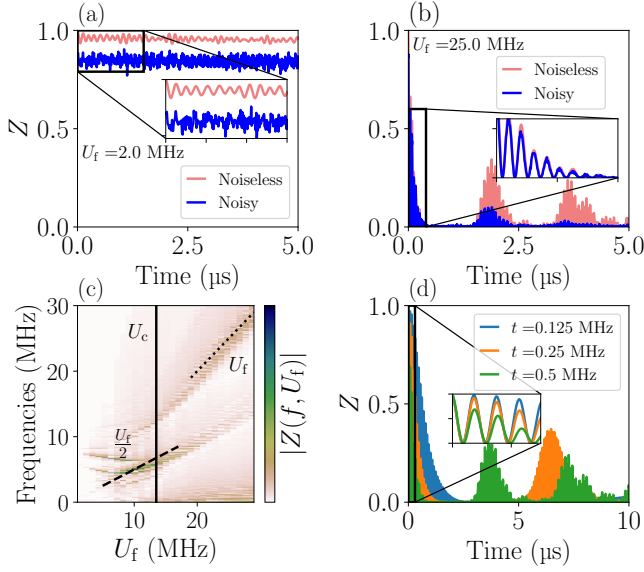 (a)
1.0
0.5
0.0
Z
U_f =2.0 MHz
Noiseless
Noisy
0.0
2.5
5.0
Time (µs)
(b)
U_f =25.0 MHz
Noiseless
Noisy
1.0
0.5
0.0
Z
0.0
2.5
5.0
Time (µs)
(c)
30
20
10
0
Frequencies (MHz)
U_c
U_f
U_f/2
10
20
U_f (MHz)
|Z(f, U_f)|
(d)
t =0.125 MHz
t =0.25 MHz
t =0.5 MHz
1.0
0.5
0.0
Z
0
5
10
Time (µs)